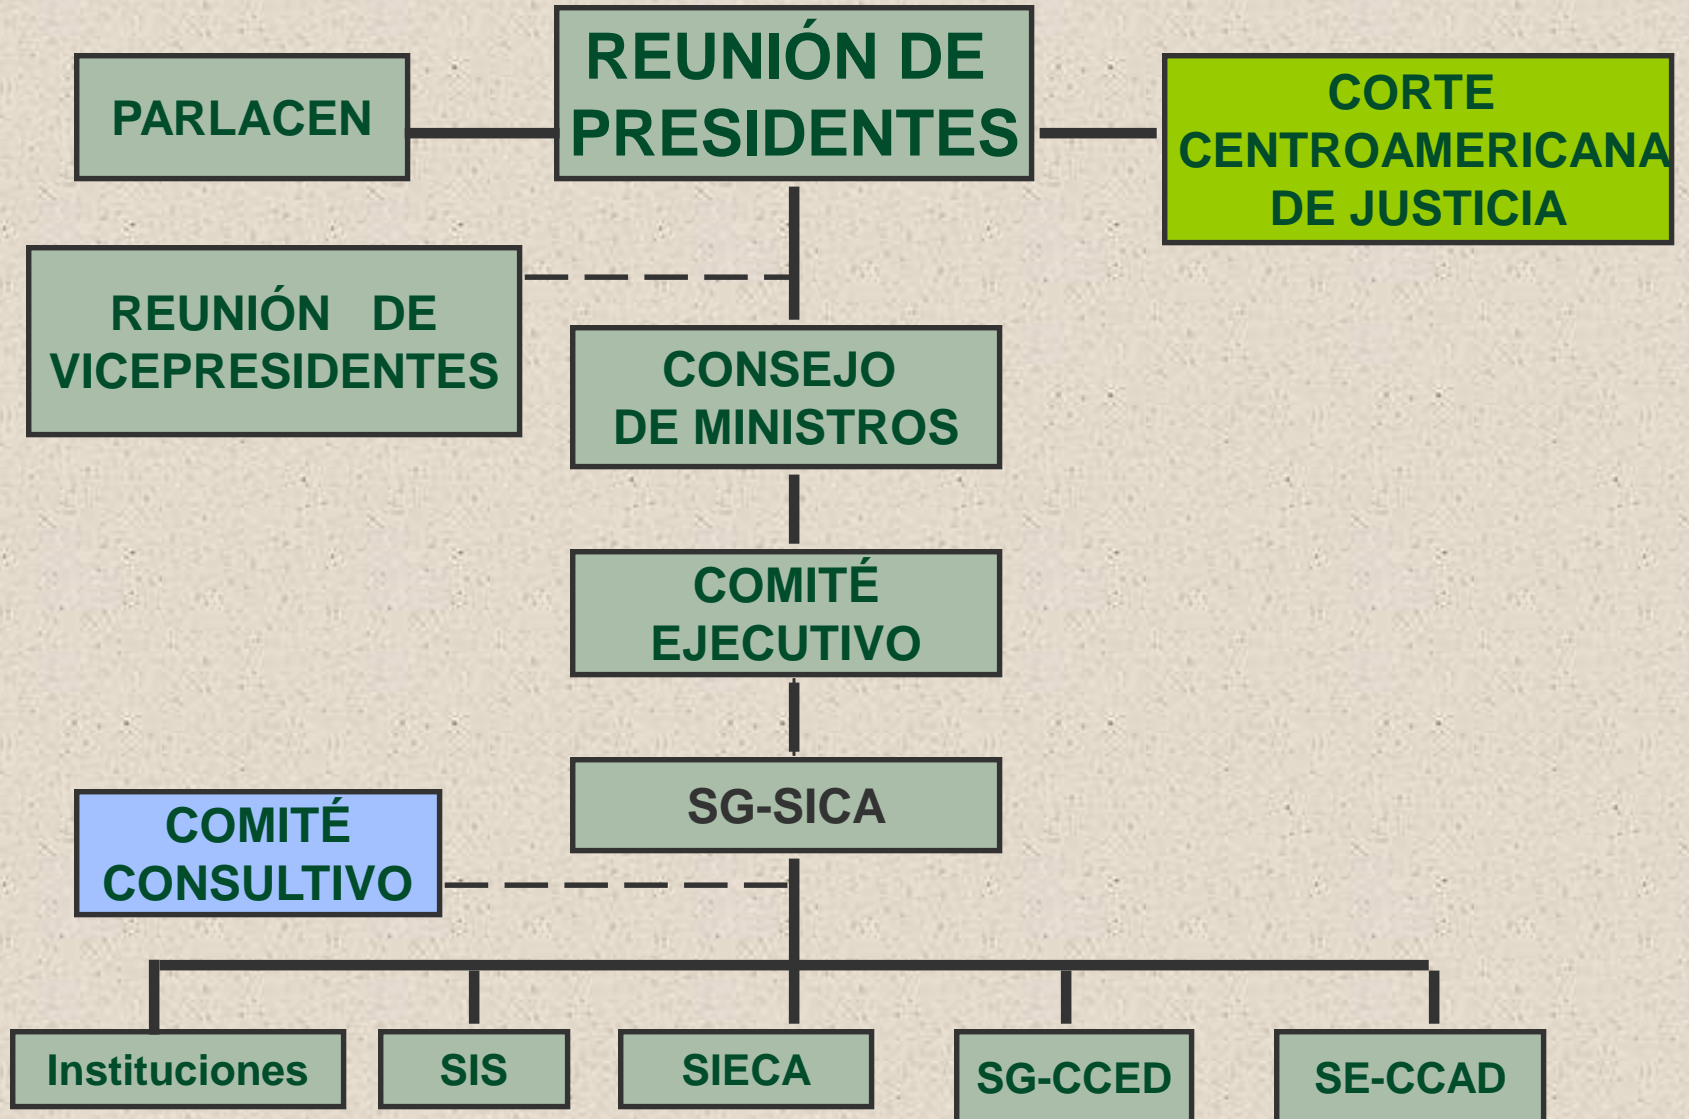 REUNIÓN DE
PRESIDENTES
PARLACEN
CORTE
CENTROAMERICANA
DE JUSTICIA
REUNIÓN DE
VICEPRESIDENTES
CONSEJO
DE MINISTROS
COMITÉ
EJECUTIVO
SG-SICA
COMITÉ
CONSULTIVO
Instituciones
SIS
SIECA
SG-CCED
SE-CCAD